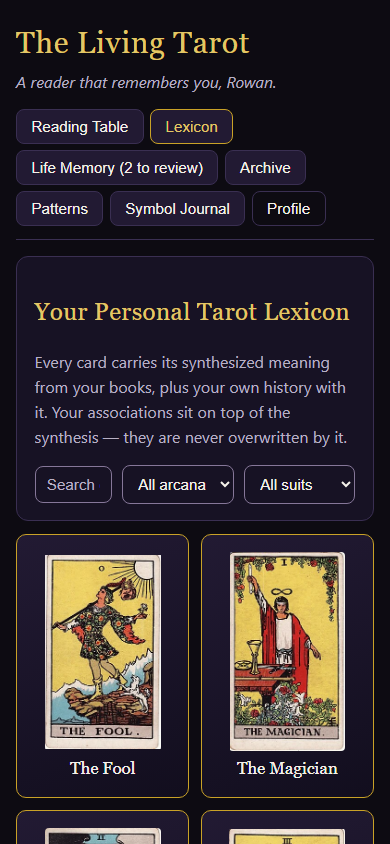 The Living Tarot
A reader that remembers you, Rowan.
Reading Table
Lexicon
Life Memory (2 to review)
Archive
Patterns
Symbol Journal
Profile
Your Personal Tarot Lexicon
Every card carries its synthesized meaning
from your books, plus your own history with
it. Your associations sit on top of the
synthesis — they are never overwritten by it.
Search
All arcana
All suits
0
THE FOOL.
The Fool
I
THE MAGICIAN.
The Magician
III